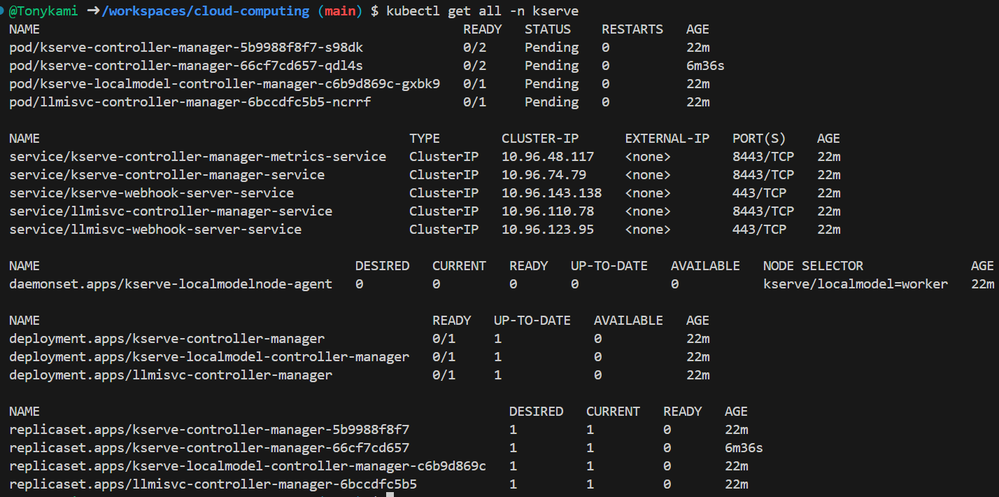 @Tonykami ➜ /workspaces/cloud-computing (main) $ kubectl get all -n kserve
NAME READY STATUS RESTARTS AGE
pod/kserve-controller-manager-5b9988f8f7-s98dk 0/2 Pending 0 22m
pod/kserve-controller-manager-66cf7cd657-qdl4s 0/2 Pending 0 6m36s
pod/kserve-localmodel-controller-manager-c6b9d869c-gxbk9 0/1 Pending 0 22m
pod/llmisvc-controller-manager-6bccdfc5b5-ncrrf 0/1 Pending 0 22m
NAME TYPE CLUSTER-IP EXTERNAL-IP PORT(S) AGE
service/kserve-controller-manager-metrics-service ClusterIP 10.96.48.117 <none> 8443/TCP 22m
service/kserve-controller-manager-service ClusterIP 10.96.74.79 <none> 8443/TCP 22m
service/kserve-webhook-server-service ClusterIP 10.96.143.138 <none> 443/TCP 22m
service/llmisvc-controller-manager-service ClusterIP 10.96.110.78 <none> 8443/TCP 22m
service/llmisvc-webhook-server-service ClusterIP 10.96.123.95 <none> 443/TCP 22m
NAME DESIRED CURRENT READY UP-TO-DATE AVAILABLE NODE SELECTOR AGE
daemonset.apps/kserve-localmodelnode-agent 0 0 0 0 0 kserve/localmodel=worker 22m
NAME READY UP-TO-DATE AVAILABLE AGE
deployment.apps/kserve-controller-manager 0/1 1 0 22m
deployment.apps/kserve-localmodel-controller-manager 0/1 1 0 22m
deployment.apps/llmisvc-controller-manager 0/1 1 0 22m
NAME DESIRED CURRENT READY AGE
replicaset.apps/kserve-controller-manager-5b9988f8f7 1 1 0 22m
replicaset.apps/kserve-controller-manager-66cf7cd657 1 1 0 6m36s
replicaset.apps/kserve-localmodel-controller-manager-c6b9d869c 1 1 0 22m
replicaset.apps/llmisvc-controller-manager-6bccdfc5b5 1 1 0 22m